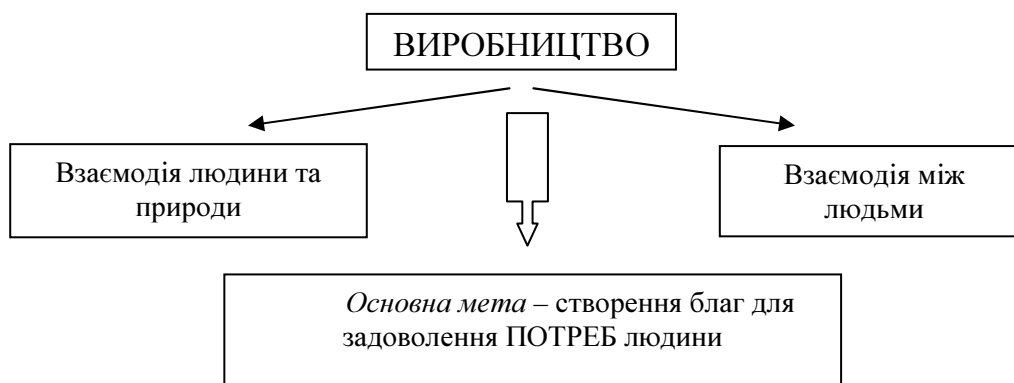 ВИРОБНИЦТВО
Взаємодія людини та
природи
Взаємодія між
людьми
Основна мета – створення благ для
задоволення ПОТРЕБ людини